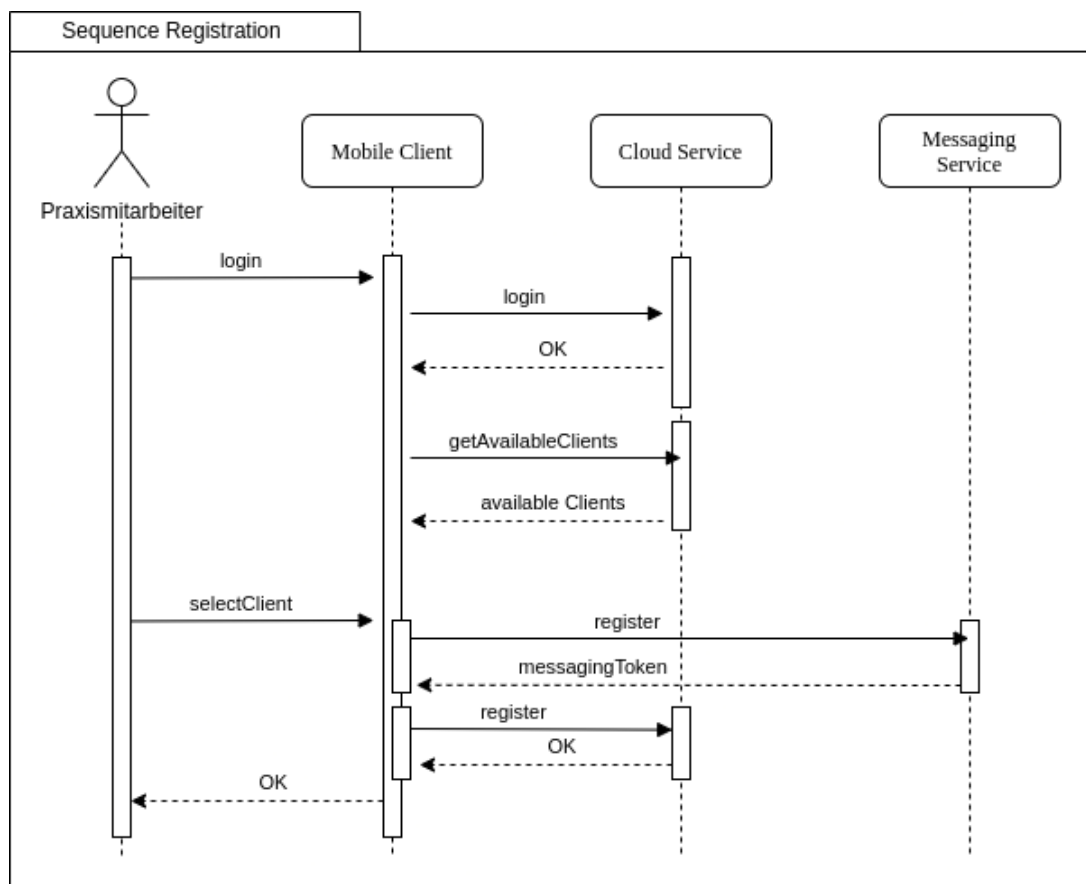 Sequence Registration
Praxismitarbeiter
Mobile Client
Cloud Service
Messaging
Service
login
login
OK
getAvailableClients
available Clients
selectClient
register
messagingToken
register
OK
OK